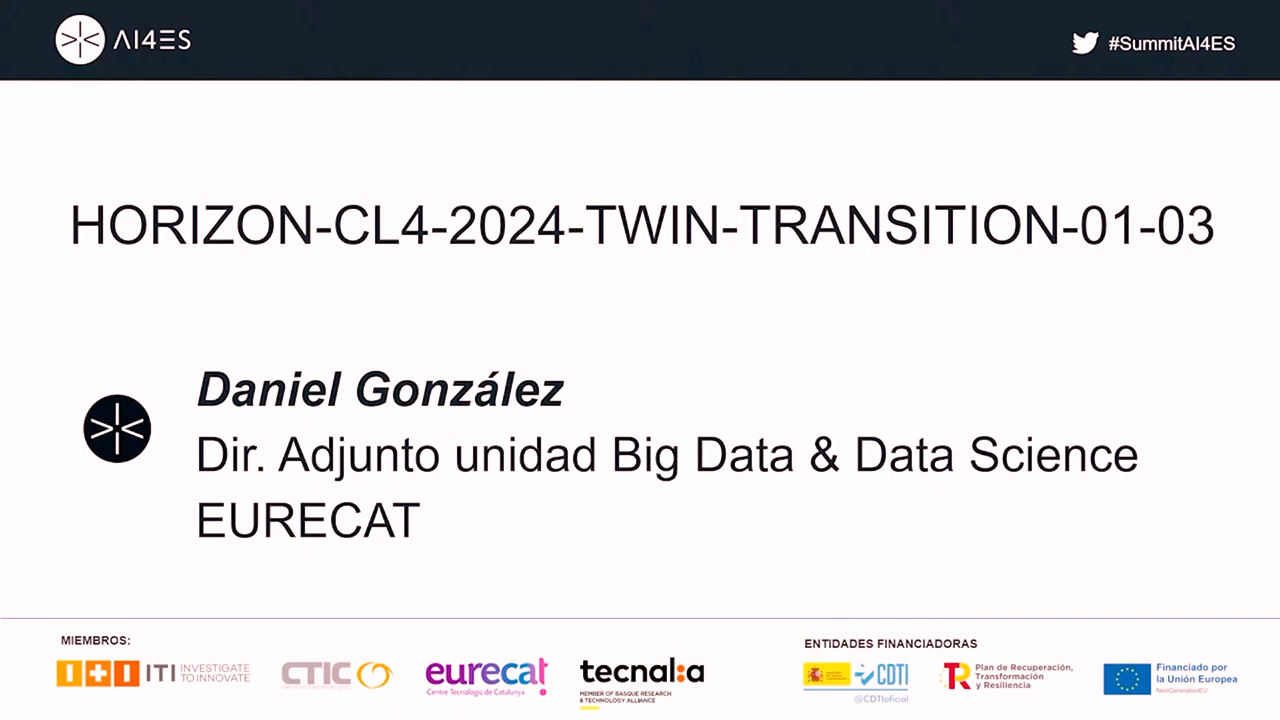 AI4ES
#SummitAI4ES
HORIZON-CL4-2024-TWIN-TRANSITION-01-03
Daniel González
Dir. Adjunto unidad Big Data & Data Science
EURECAT
MIEMBROS:
ITI INVESTIGATE
TO INNOVATE
CTIC
eurecat
Centre Tecnològic de Catalunya
tecnal:a
MEMBER OF BASQUE RESEARCH
& TECHNOLOGY ALLIANCE
ENTIDADES FINANCIADORAS
CDTI
@CDTIoficial
Plan de Recuperación,
Transformación
y Resiliencia
Financiado por
la Unión Europea
NextGenerationEU